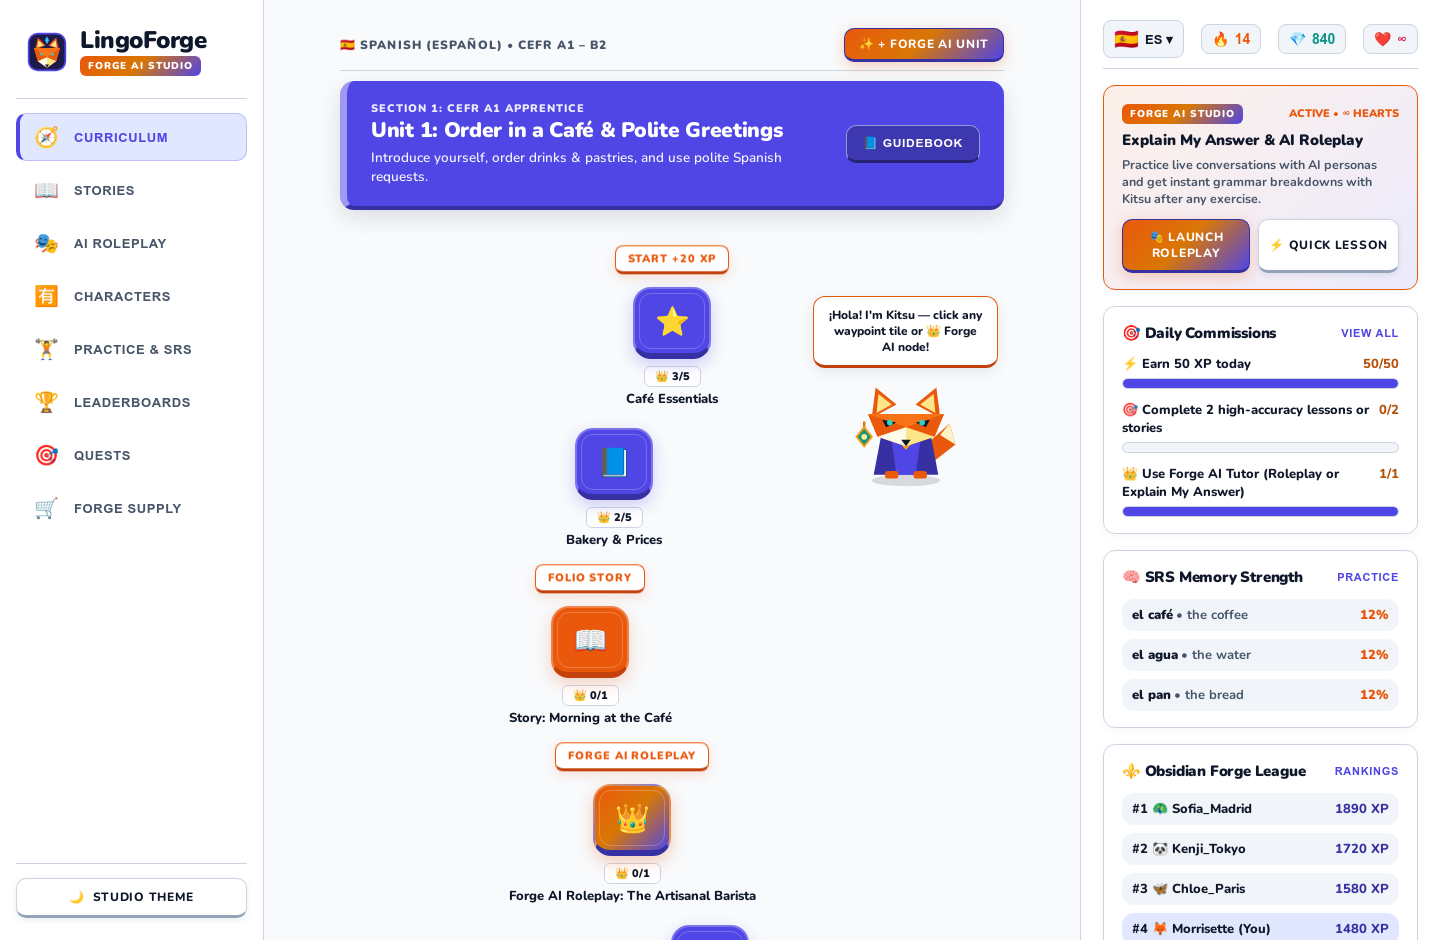 LingoForge
FORGE AI STUDIO
CURRICULUM
STORIES
AI ROLEPLAY
有
CHARACTERS
PRACTICE & SRS
LEADERBOARDS
QUESTS
FORGE SUPPLY
STUDIO THEME
SPANISH (ESPAÑOL) • CEFR A1 – B2
+ FORGE AI UNIT
SECTION 1: CEFR A1 APPRENTICE
Unit 1: Order in a Café & Polite Greetings
Introduce yourself, order drinks & pastries, and use polite Spanish
requests.
GUIDEBOOK
START +20 XP
3/5
Café Essentials
¡Hola! I'm Kitsu — click any
waypoint tile or 👑 Forge
AI node!
2/5
Bakery & Prices
FOLIO STORY
0/1
Story: Morning at the Café
FORGE AI ROLEPLAY
0/1
Forge AI Roleplay: The Artisanal Barista
ES ▾
14
840
∞
FORGE AI STUDIO
ACTIVE • ∞ HEARTS
Explain My Answer & AI Roleplay
Practice live conversations with AI personas
and get instant grammar breakdowns with
Kitsu after any exercise.
LAUNCH
ROLEPLAY
QUICK LESSON
Daily Commissions
VIEW ALL
Earn 50 XP today
50/50
Complete 2 high-accuracy lessons or
stories
0/2
Use Forge AI Tutor (Roleplay or
Explain My Answer)
1/1
SRS Memory Strength
PRACTICE
el café • the coffee
12%
el agua • the water
12%
el pan • the bread
12%
Obsidian Forge League
RANKINGS
#1 Sofia_Madrid
1890 XP
#2 Kenji_Tokyo
1720 XP
#3 Chloe_Paris
1580 XP
#4 Morrisette (You)
1480 XP